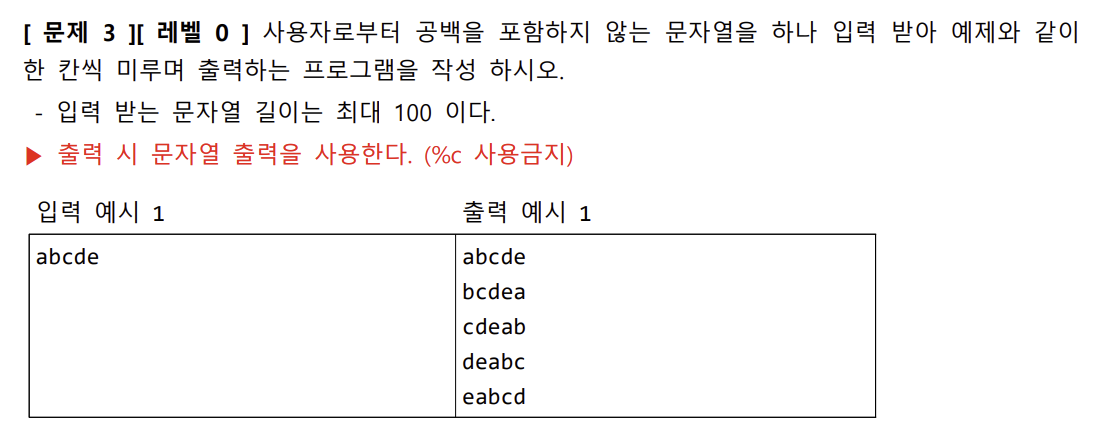 [ 문제 3 ][ 레벨 0 ] 사용자로부터 공백을 포함하지 않는 문자열을 하나 입력 받아 예제와 같이
한 칸씩 미루며 출력하는 프로그램을 작성 하시오.
- 입력 받는 문자열 길이는 최대 100 이다.
▶ 출력 시 문자열 출력을 사용한다. (%c 사용금지)
입력 예시 1 출력 예시 1
abcde abcde
bcdea
cdeab
deabc
eabcd